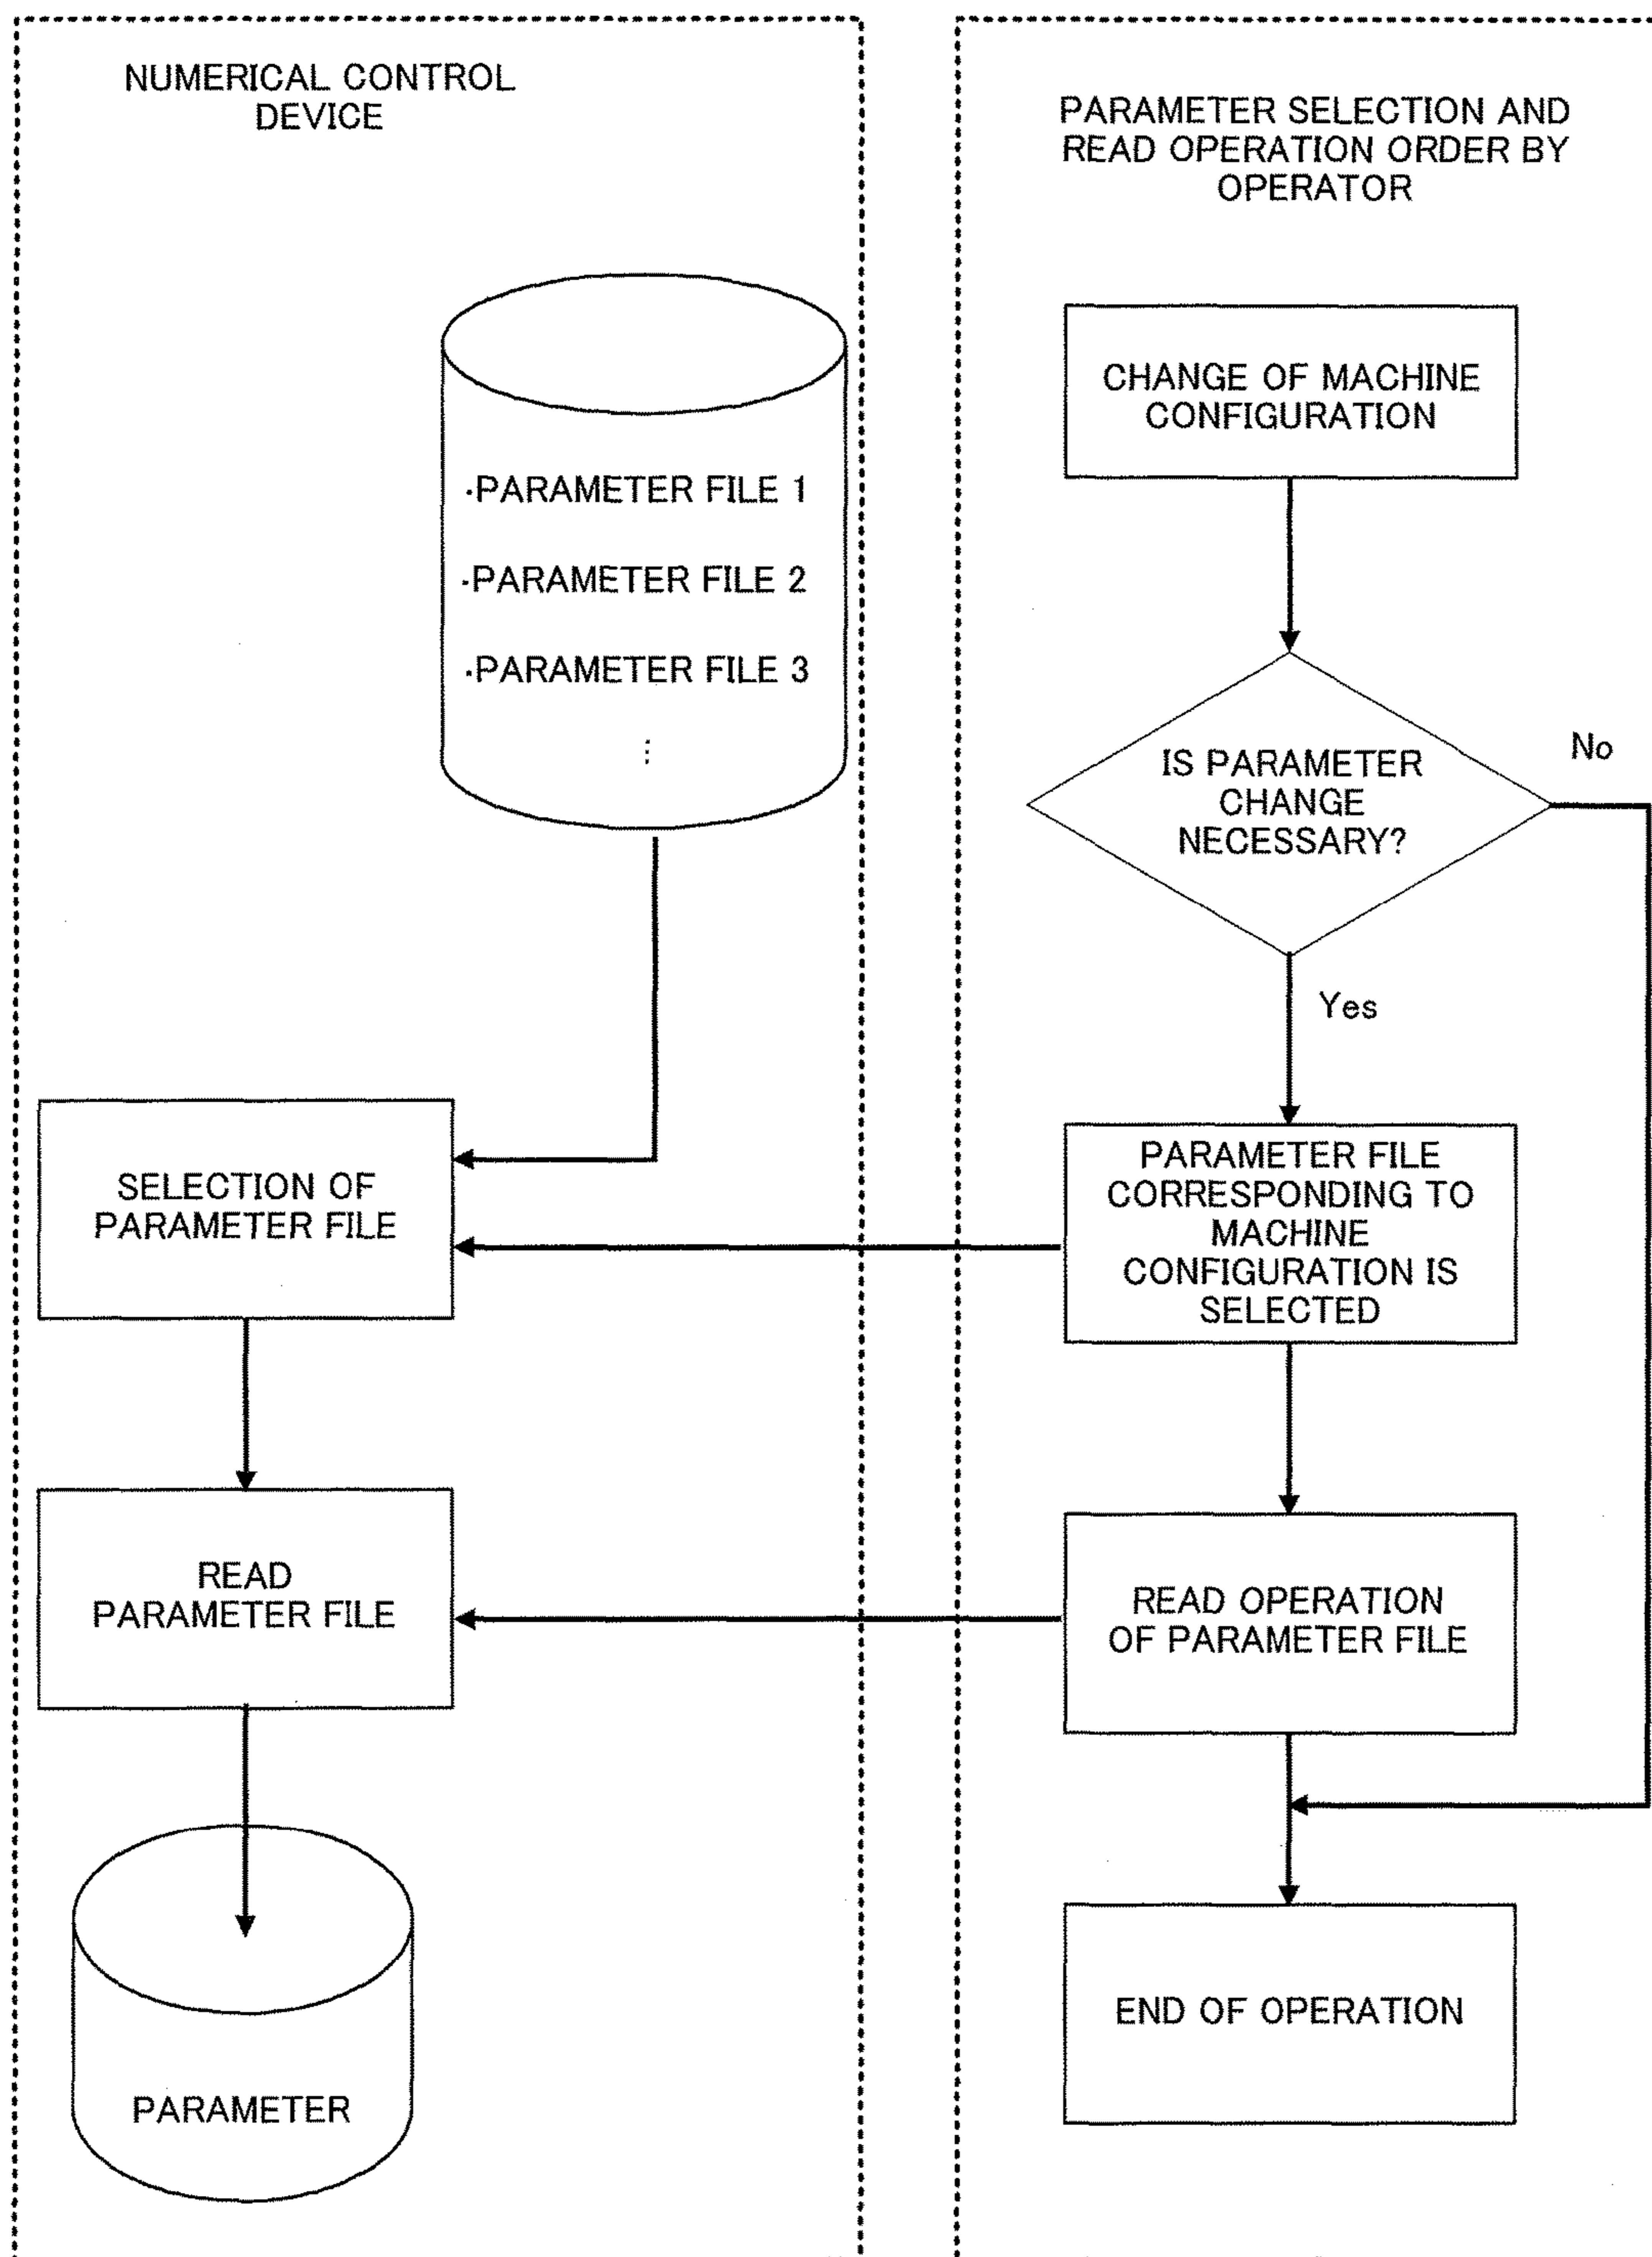 NUMERICAL CONTROL
DEVICE
·PARAMETER FILE 1
·PARAMETER FILE 2
·PARAMETER FILE 3
⋮
SELECTION OF
PARAMETER FILE
READ
PARAMETER FILE
PARAMETER
PARAMETER SELECTION AND
READ OPERATION ORDER BY
OPERATOR
CHANGE OF MACHINE
CONFIGURATION
IS PARAMETER
CHANGE
NECESSARY?
No
Yes
PARAMETER FILE
CORRESPONDING TO
MACHINE
CONFIGURATION IS
SELECTED
READ OPERATION
OF PARAMETER FILE
END OF OPERATION